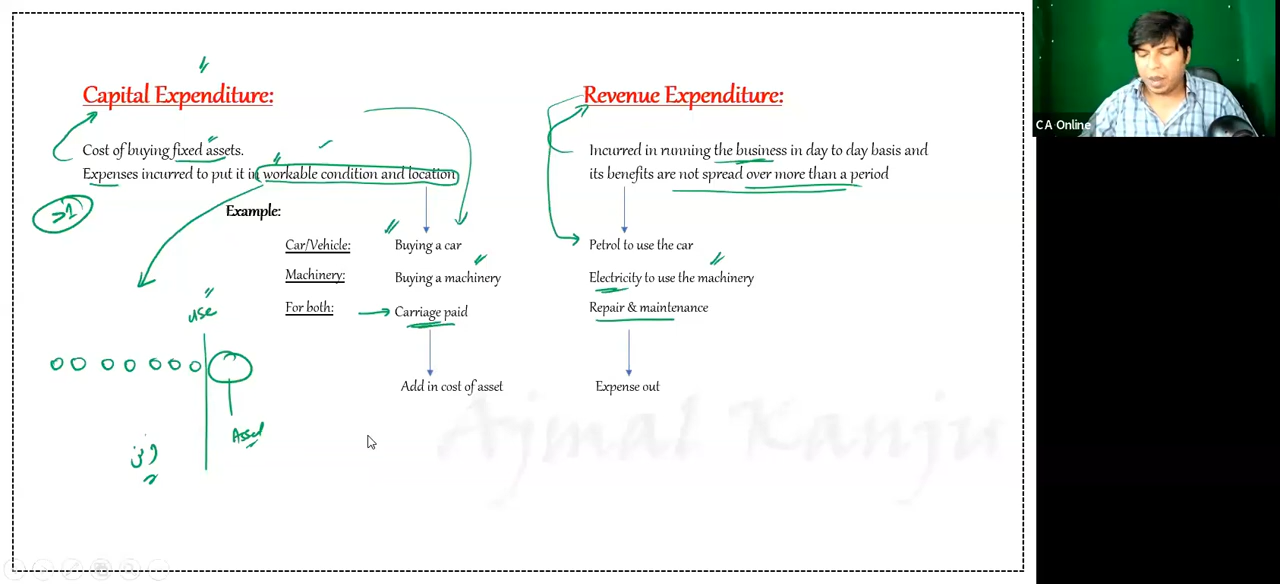 Capital Expenditure:
Cost of buying fixed assets.
Expenses incurred to put it in workable condition and location
>1
Example:
Car/Vehicle: Buying a car
Machinery: Buying a machinery
For both: Carriage paid
Add in cost of asset
use
Asset
Revenue Expenditure:
Incurred in running the business in day to day basis and
its benefits are not spread over more than a period
Petrol to use the car
Electricity to use the machinery
Repair & maintenance
Expense out
Ajmal Kanju
CA Online